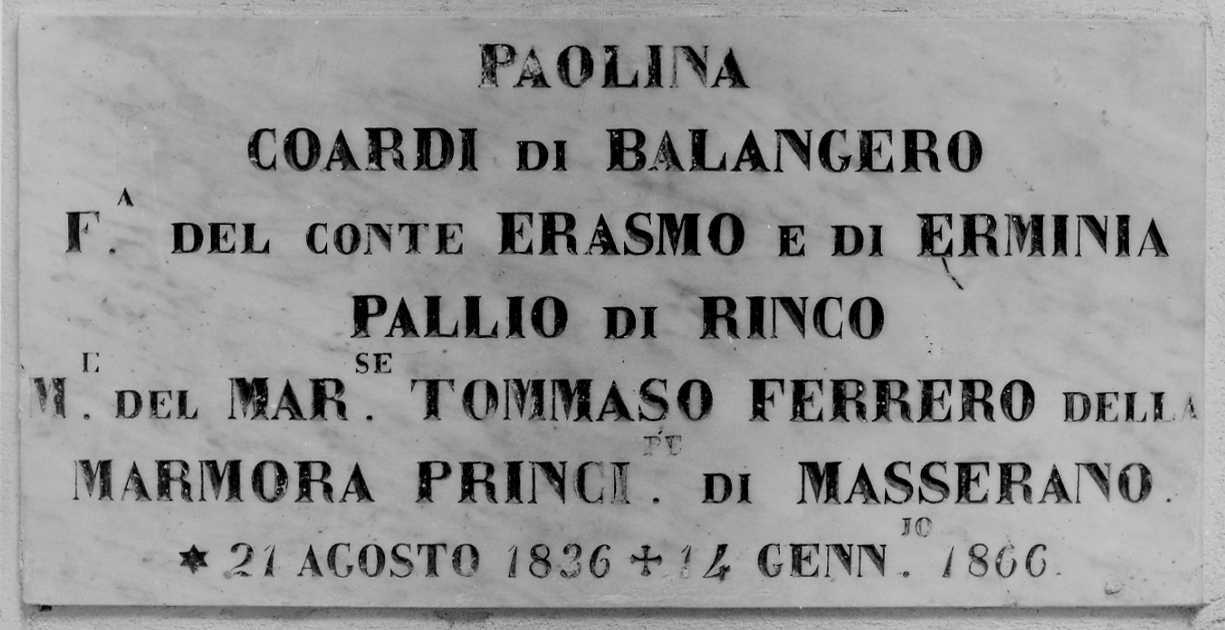 PAOLINA
COARDI DI BALANGERO
F.A DEL CONTE ERASMO E DI ERMINIA
PALLIO DI RINCO
M.E DEL MAR.SE TOMMASO FERRERO DELLA
MARMORA PRINCI.PE DI MASSERANO.
✶ 21 AGOSTO 1836 ✢ 14 GENN.JO 1866.